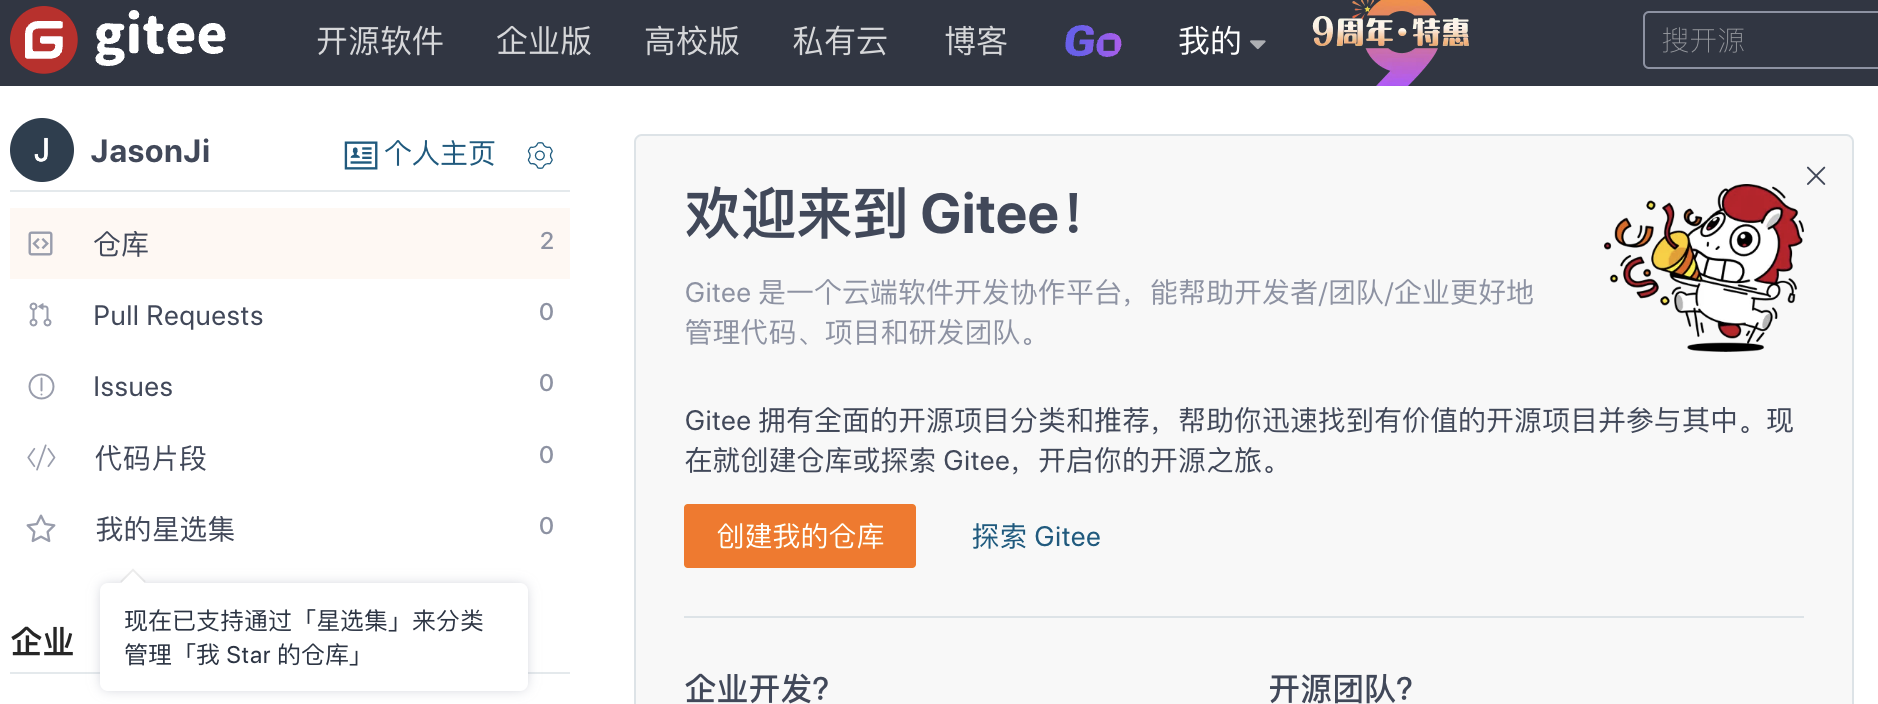 gitee 开源软件 企业版 高校版 私有云 博客 Go 我的 9周年·特惠 搜开源
J JasonJi 个人主页
仓库 2
Pull Requests 0
Issues 0
代码片段 0
我的星选集 0
现在已支持通过「星选集」来分类
管理「我 Star 的仓库」
企业
欢迎来到 Gitee！
Gitee 是一个云端软件开发协作平台，能帮助开发者/团队/企业更好地
管理代码、项目和研发团队。
Gitee 拥有全面的开源项目分类和推荐，帮助你迅速找到有价值的开源项目并参与其中。现
在就创建仓库或探索 Gitee，开启你的开源之旅。
创建我的仓库 探索 Gitee
企业开发? 开源团队?